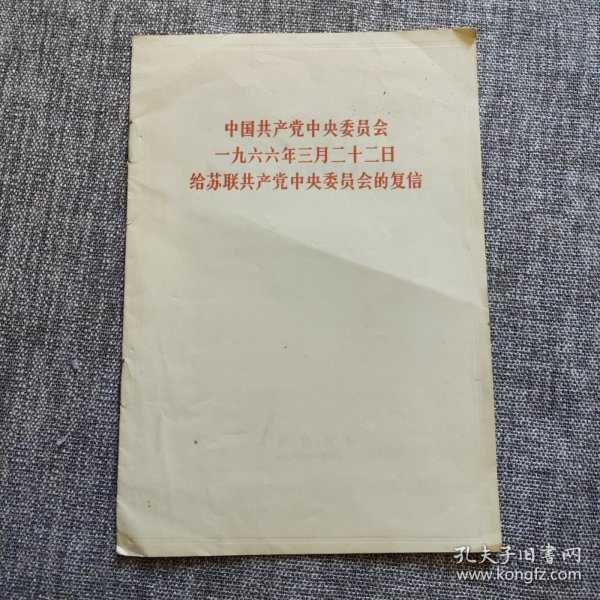 中国共产党中央委员会
一九六六年三月二十二日
给苏联共产党中央委员会的复信
孔夫子旧書网
www.kongfz.com